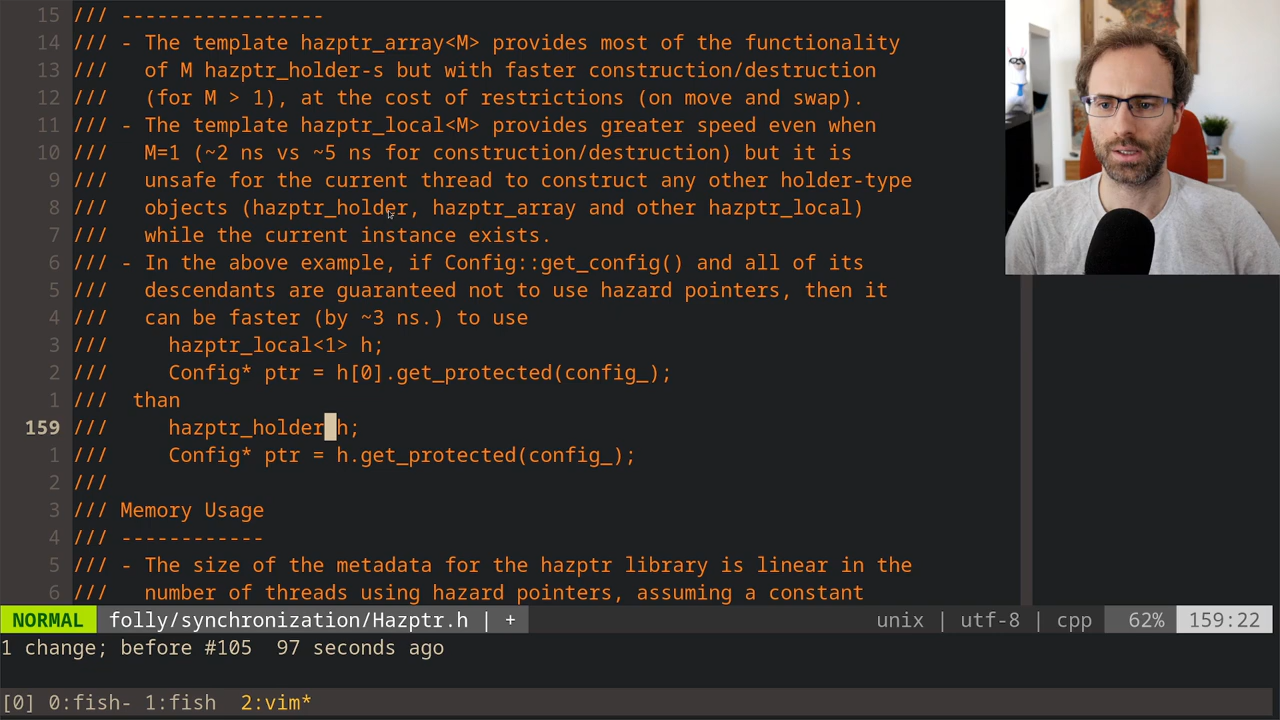 15 /// -----------------
14 /// - The template hazptr_array<M> provides most of the functionality
13 ///   of M hazptr_holder-s but with faster construction/destruction
12 ///   (for M > 1), at the cost of restrictions (on move and swap).
11 /// - The template hazptr_local<M> provides greater speed even when
10 ///   M=1 (~2 ns vs ~5 ns for construction/destruction) but it is
9 ///   unsafe for the current thread to construct any other holder-type
8 ///   objects (hazptr_holder, hazptr_array and other hazptr_local)
7 ///   while the current instance exists.
6 /// - In the above example, if Config::get_config() and all of its
5 ///   descendants are guaranteed not to use hazard pointers, then it
4 ///   can be faster (by ~3 ns.) to use
3 ///     hazptr_local<1> h;
2 ///     Config* ptr = h[0].get_protected(config_);
1 ///  than
159 ///     hazptr_holder h;
1 ///     Config* ptr = h.get_protected(config_);
2 ///
3 /// Memory Usage
4 /// ------------
5 /// - The size of the metadata for the hazptr library is linear in the
6 ///   number of threads using hazard pointers, assuming a constant
NORMAL folly/synchronization/Hazptr.h | + unix | utf-8 | cpp 62% 159:22
1 change; before #105  97 seconds ago
[0] 0:fish- 1:fish  2:vim*